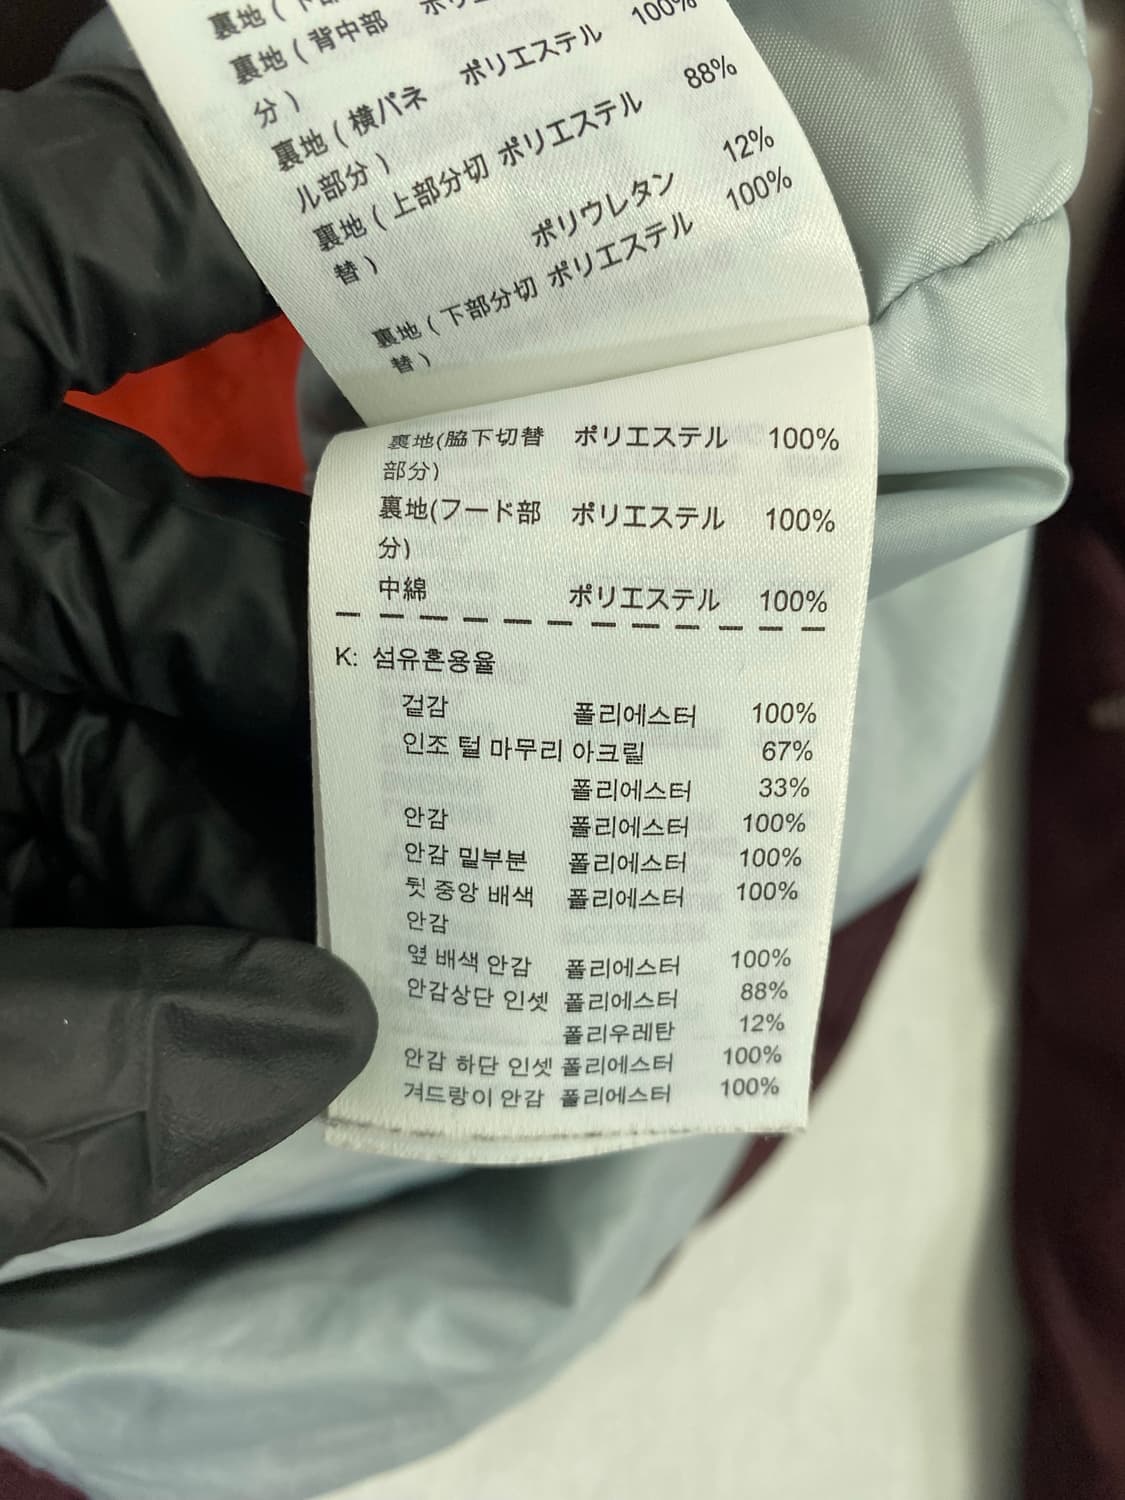 裏地(下部
裏地(背中部 ポリエ
分)
裏地(横パネ ポリエステル 100%
ル部分)
裏地(上部分切 ポリエステル 88%
替)
ポリウレタン 12%
裏地(下部分切 ポリエステル 100%
替)
裏地(脇下切替 ポリエステル 100%
部分)
裏地(フード部 ポリエステル 100%
分)
中綿 ポリエステル 100%
K: 섬유혼용율
겉감 폴리에스터 100%
인조 털 마무리 아크릴 67%
폴리에스터 33%
안감 폴리에스터 100%
안감 밑부분 폴리에스터 100%
뒷 중앙 배색 폴리에스터 100%
안감
옆 배색 안감 폴리에스터 100%
안감상단 인셋 폴리에스터 88%
폴리우레탄 12%
안감 하단 인셋 폴리에스터 100%
겨드랑이 안감 폴리에스터 100%